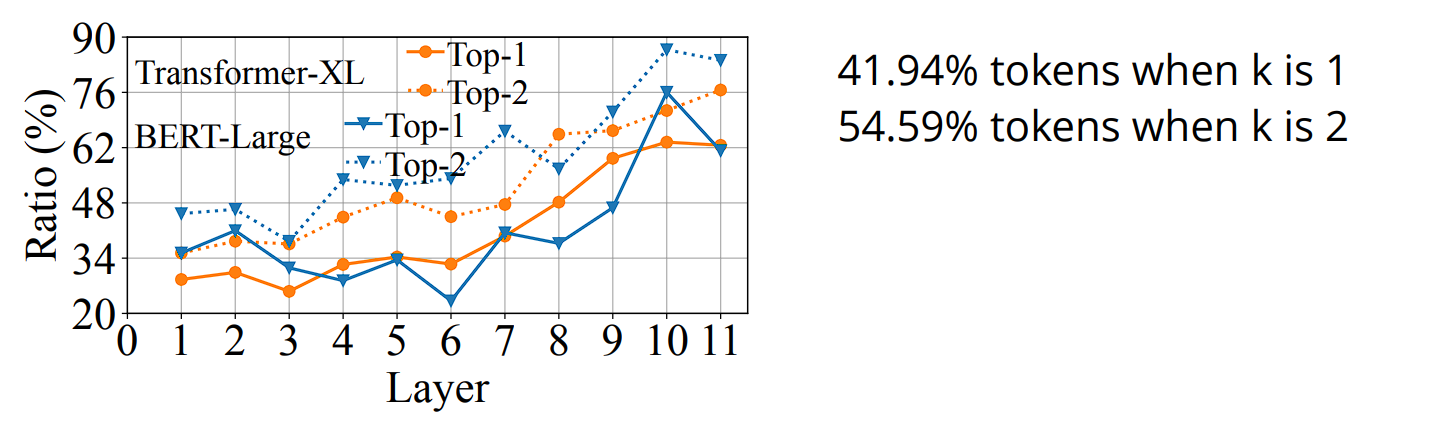 90
76
62
48
34
20
Ratio (%)
Transformer-XL
Top-1
Top-2
BERT-Large
Top-1
Top-2
0 1 2 3 4 5 6 7 8 9 10 11
Layer
41.94% tokens when k is 1
54.59% tokens when k is 2